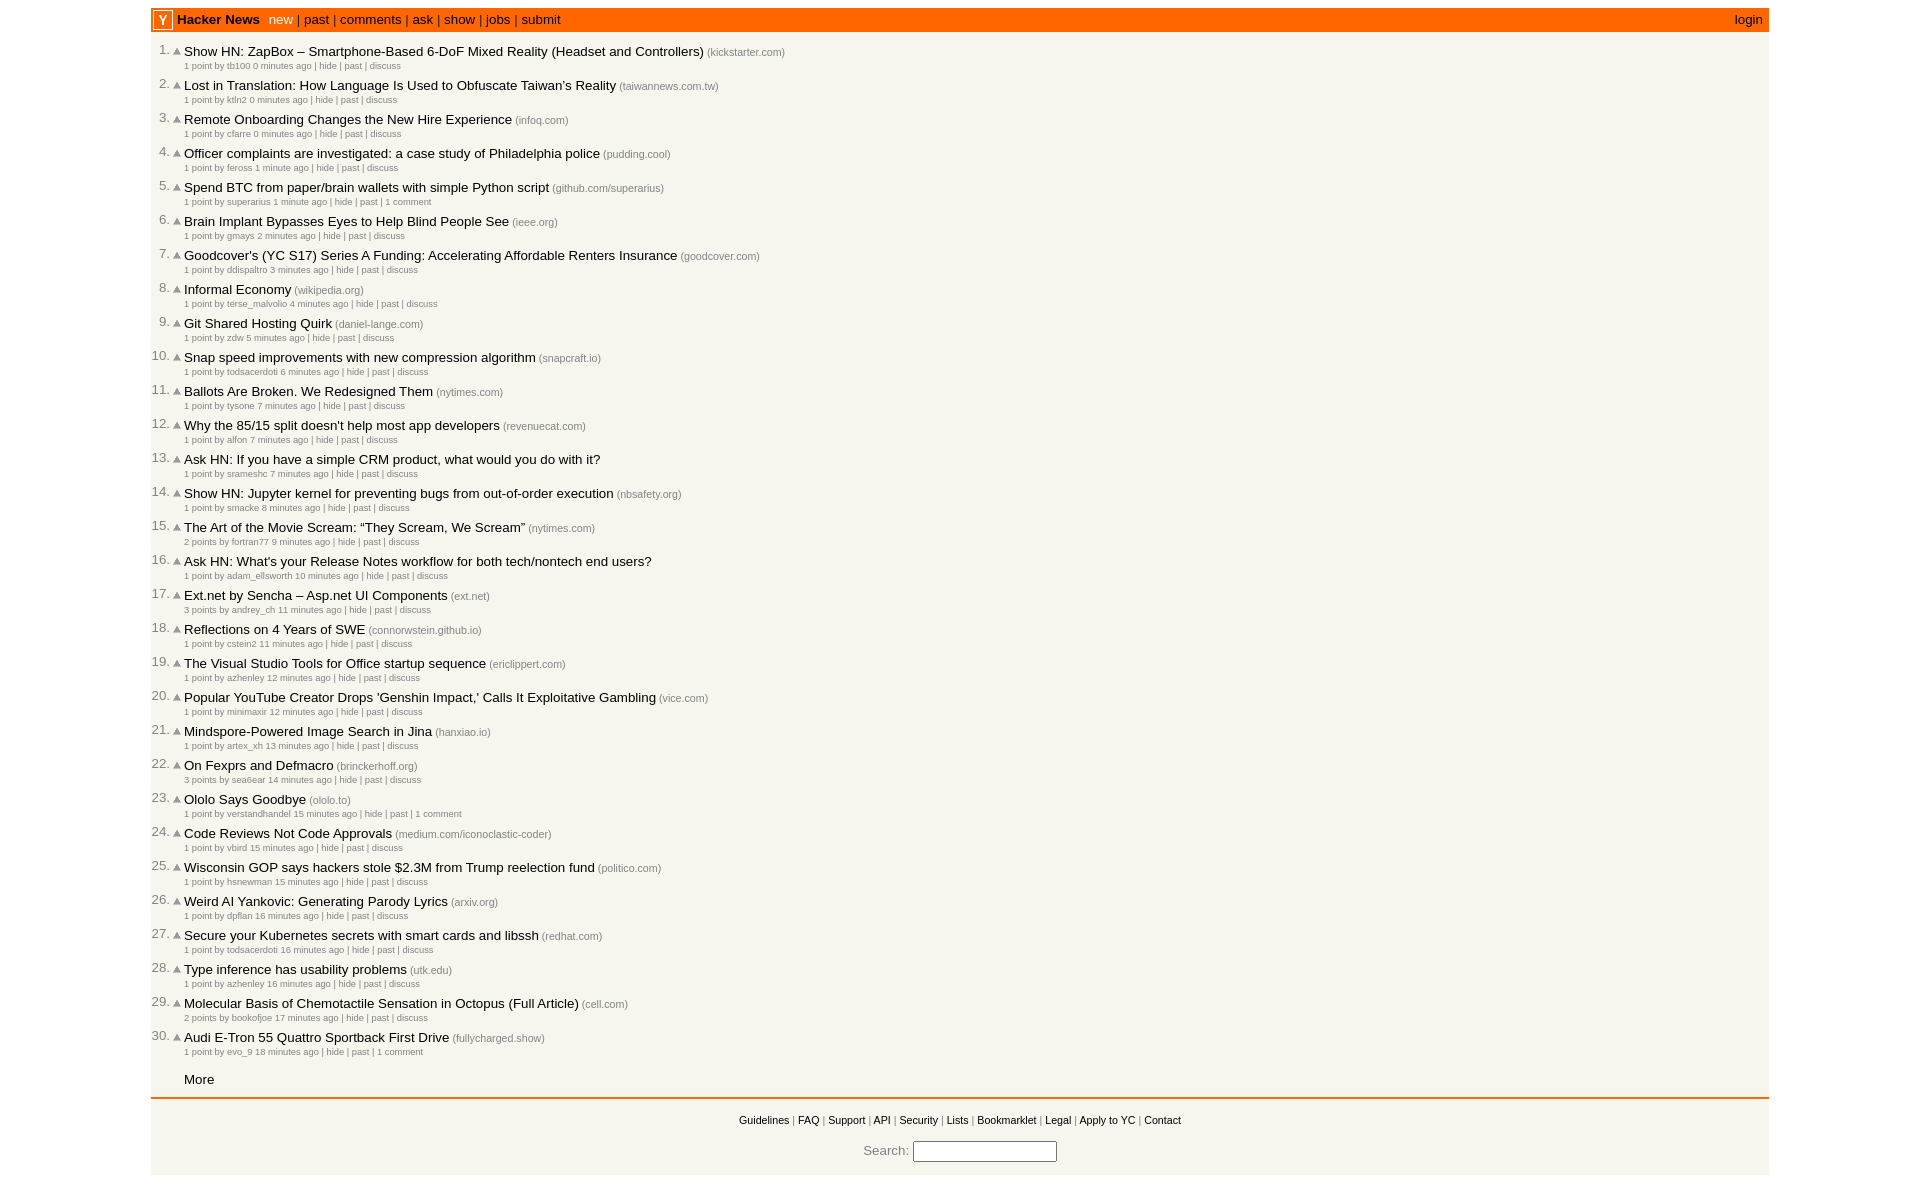 Y Hacker News new | past | comments | ask | show | jobs | submit login
1. Show HN: ZapBox – Smartphone-Based 6-DoF Mixed Reality (Headset and Controllers) (kickstarter.com)
1 point by tb100 0 minutes ago | hide | past | discuss
2. Lost in Translation: How Language Is Used to Obfuscate Taiwan’s Reality (taiwannews.com.tw)
1 point by ktln2 0 minutes ago | hide | past | discuss
3. Remote Onboarding Changes the New Hire Experience (infoq.com)
1 point by cfarre 0 minutes ago | hide | past | discuss
4. Officer complaints are investigated: a case study of Philadelphia police (pudding.cool)
1 point by feross 1 minute ago | hide | past | discuss
5. Spend BTC from paper/brain wallets with simple Python script (github.com/superarius)
1 point by superarius 1 minute ago | hide | past | 1 comment
6. Brain Implant Bypasses Eyes to Help Blind People See (ieee.org)
1 point by gmays 2 minutes ago | hide | past | discuss
7. Goodcover's (YC S17) Series A Funding: Accelerating Affordable Renters Insurance (goodcover.com)
1 point by ddispaltro 3 minutes ago | hide | past | discuss
8. Informal Economy (wikipedia.org)
1 point by terse_malvolio 4 minutes ago | hide | past | discuss
9. Git Shared Hosting Quirk (daniel-lange.com)
1 point by zdw 5 minutes ago | hide | past | discuss
10. Snap speed improvements with new compression algorithm (snapcraft.io)
1 point by todsacerdoti 6 minutes ago | hide | past | discuss
11. Ballots Are Broken. We Redesigned Them (nytimes.com)
1 point by tysone 7 minutes ago | hide | past | discuss
12. Why the 85/15 split doesn't help most app developers (revenuecat.com)
1 point by alfon 7 minutes ago | hide | past | discuss
13. Ask HN: If you have a simple CRM product, what would you do with it?
1 point by srameshc 7 minutes ago | hide | past | discuss
14. Show HN: Jupyter kernel for preventing bugs from out-of-order execution (nbsafety.org)
1 point by smacke 8 minutes ago | hide | past | discuss
15. The Art of the Movie Scream: “They Scream, We Scream” (nytimes.com)
2 points by fortran77 9 minutes ago | hide | past | discuss
16. Ask HN: What's your Release Notes workflow for both tech/nontech end users?
1 point by adam_ellsworth 10 minutes ago | hide | past | discuss
17. Ext.net by Sencha – Asp.net UI Components (ext.net)
3 points by andrey_ch 11 minutes ago | hide | past | discuss
18. Reflections on 4 Years of SWE (connorwstein.github.io)
1 point by cstein2 11 minutes ago | hide | past | discuss
19. The Visual Studio Tools for Office startup sequence (ericlippert.com)
1 point by azhenley 12 minutes ago | hide | past | discuss
20. Popular YouTube Creator Drops 'Genshin Impact,' Calls It Exploitative Gambling (vice.com)
1 point by minimaxir 12 minutes ago | hide | past | discuss
21. Mindspore-Powered Image Search in Jina (hanxiao.io)
1 point by artex_xh 13 minutes ago | hide | past | discuss
22. On Fexprs and Defmacro (brinckerhoff.org)
3 points by sea6ear 14 minutes ago | hide | past | discuss
23. Ololo Says Goodbye (ololo.to)
1 point by verstandhandel 15 minutes ago | hide | past | 1 comment
24. Code Reviews Not Code Approvals (medium.com/iconoclastic-coder)
1 point by vbird 15 minutes ago | hide | past | discuss
25. Wisconsin GOP says hackers stole $2.3M from Trump reelection fund (politico.com)
1 point by hsnewman 15 minutes ago | hide | past | discuss
26. Weird AI Yankovic: Generating Parody Lyrics (arxiv.org)
1 point by dpflan 16 minutes ago | hide | past | discuss
27. Secure your Kubernetes secrets with smart cards and libssh (redhat.com)
1 point by todsacerdoti 16 minutes ago | hide | past | discuss
28. Type inference has usability problems (utk.edu)
1 point by azhenley 16 minutes ago | hide | past | discuss
29. Molecular Basis of Chemotactile Sensation in Octopus (Full Article) (cell.com)
2 points by bookofjoe 17 minutes ago | hide | past | discuss
30. Audi E-Tron 55 Quattro Sportback First Drive (fullycharged.show)
1 point by evo_9 18 minutes ago | hide | past | 1 comment
More
Guidelines | FAQ | Support | API | Security | Lists | Bookmarklet | Legal | Apply to YC | Contact
Search: